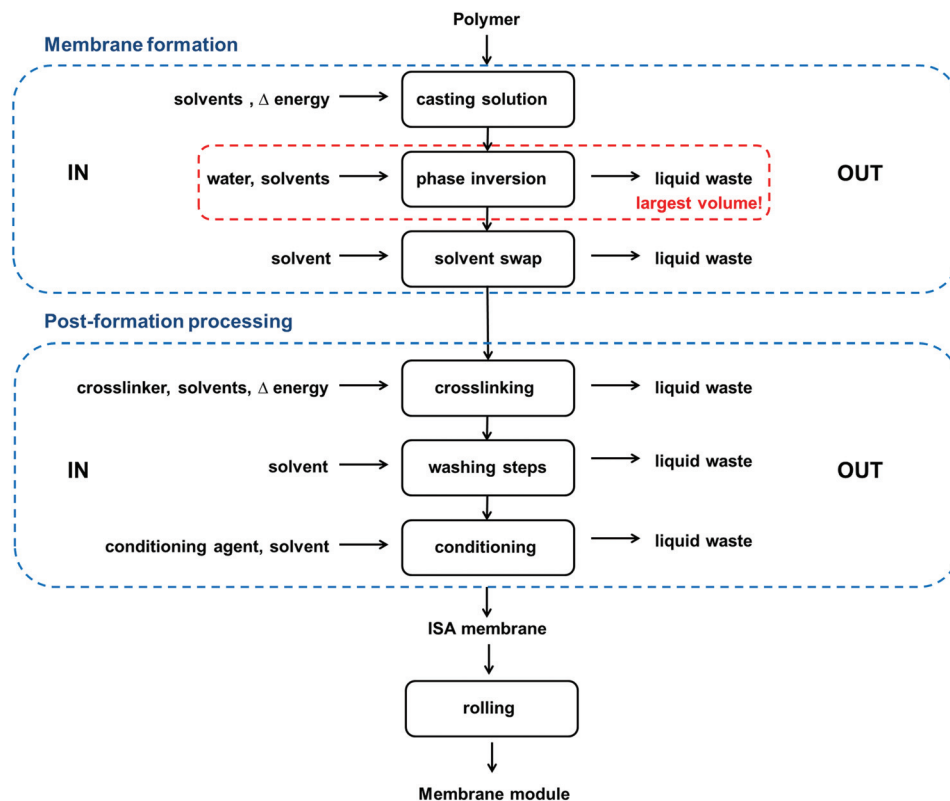 Polymer
Membrane formation
solvents , Δ energy
casting solution
IN
water, solvents
phase inversion
liquid waste
largest volume!
OUT
solvent
solvent swap
liquid waste
Post-formation processing
crosslinker, solvents, Δ energy
crosslinking
liquid waste
IN
solvent
washing steps
liquid waste
OUT
conditioning agent, solvent
conditioning
liquid waste
ISA membrane
rolling
Membrane module